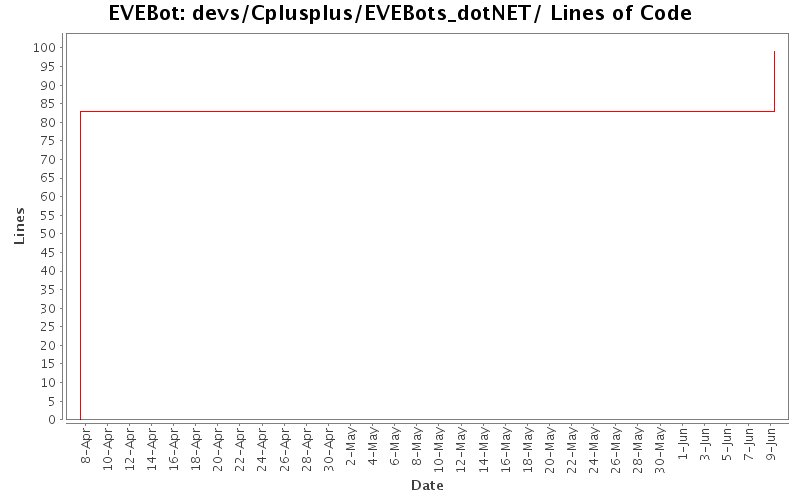 EVEBot: devs/Cplusplus/EVEBots_dotNET/ Lines of Code
100
95
90
85
80
75
70
65
60
55
50
45
40
35
30
25
20
15
10
5
0
Lines
8-Apr
10-Apr
12-Apr
14-Apr
16-Apr
18-Apr
20-Apr
22-Apr
24-Apr
26-Apr
28-Apr
30-Apr
2-May
4-May
6-May
8-May
10-May
12-May
14-May
16-May
18-May
20-May
22-May
24-May
26-May
28-May
30-May
1-Jun
3-Jun
5-Jun
7-Jun
9-Jun
Date